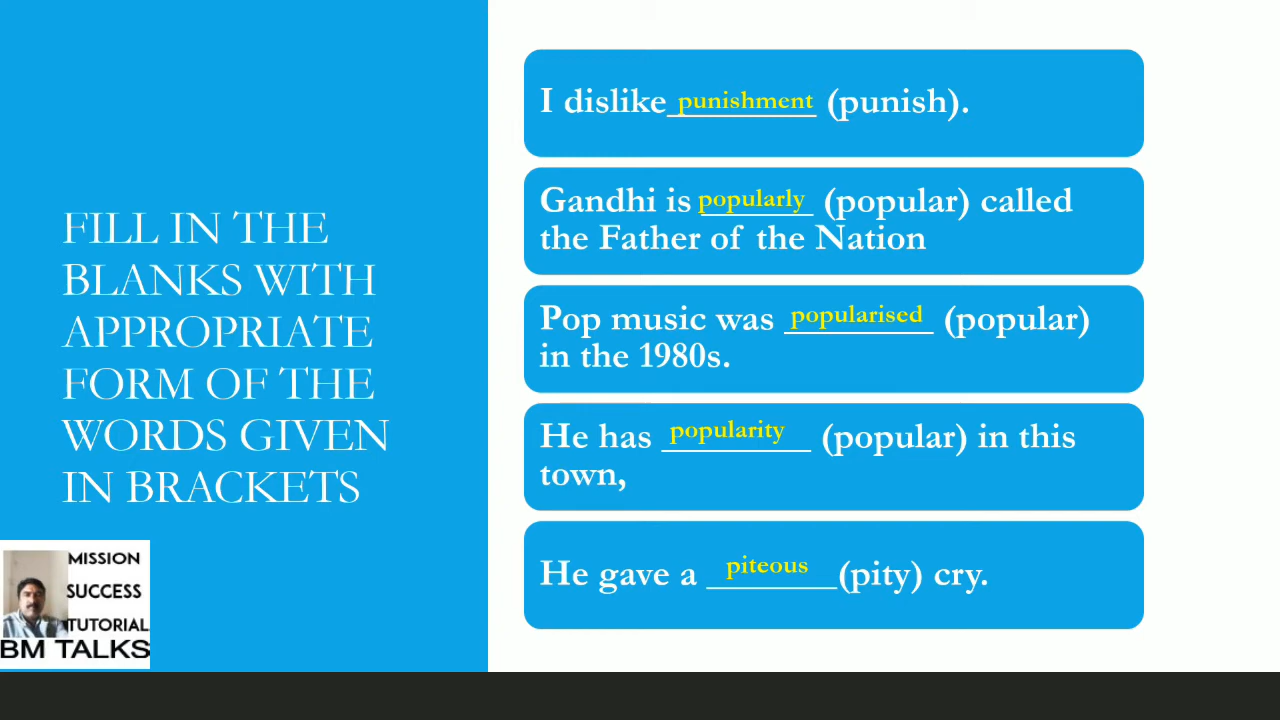 FILL IN THE
BLANKS WITH
APPROPRIATE
FORM OF THE
WORDS GIVEN
IN BRACKETS
I dislike punishment (punish).
Gandhi is popularly (popular) called
the Father of the Nation
Pop music was popularised (popular)
in the 1980s.
He has popularity (popular) in this
town,
He gave a piteous (pity) cry.
MISSION
SUCCESS
TUTORIAL
BM TALKS